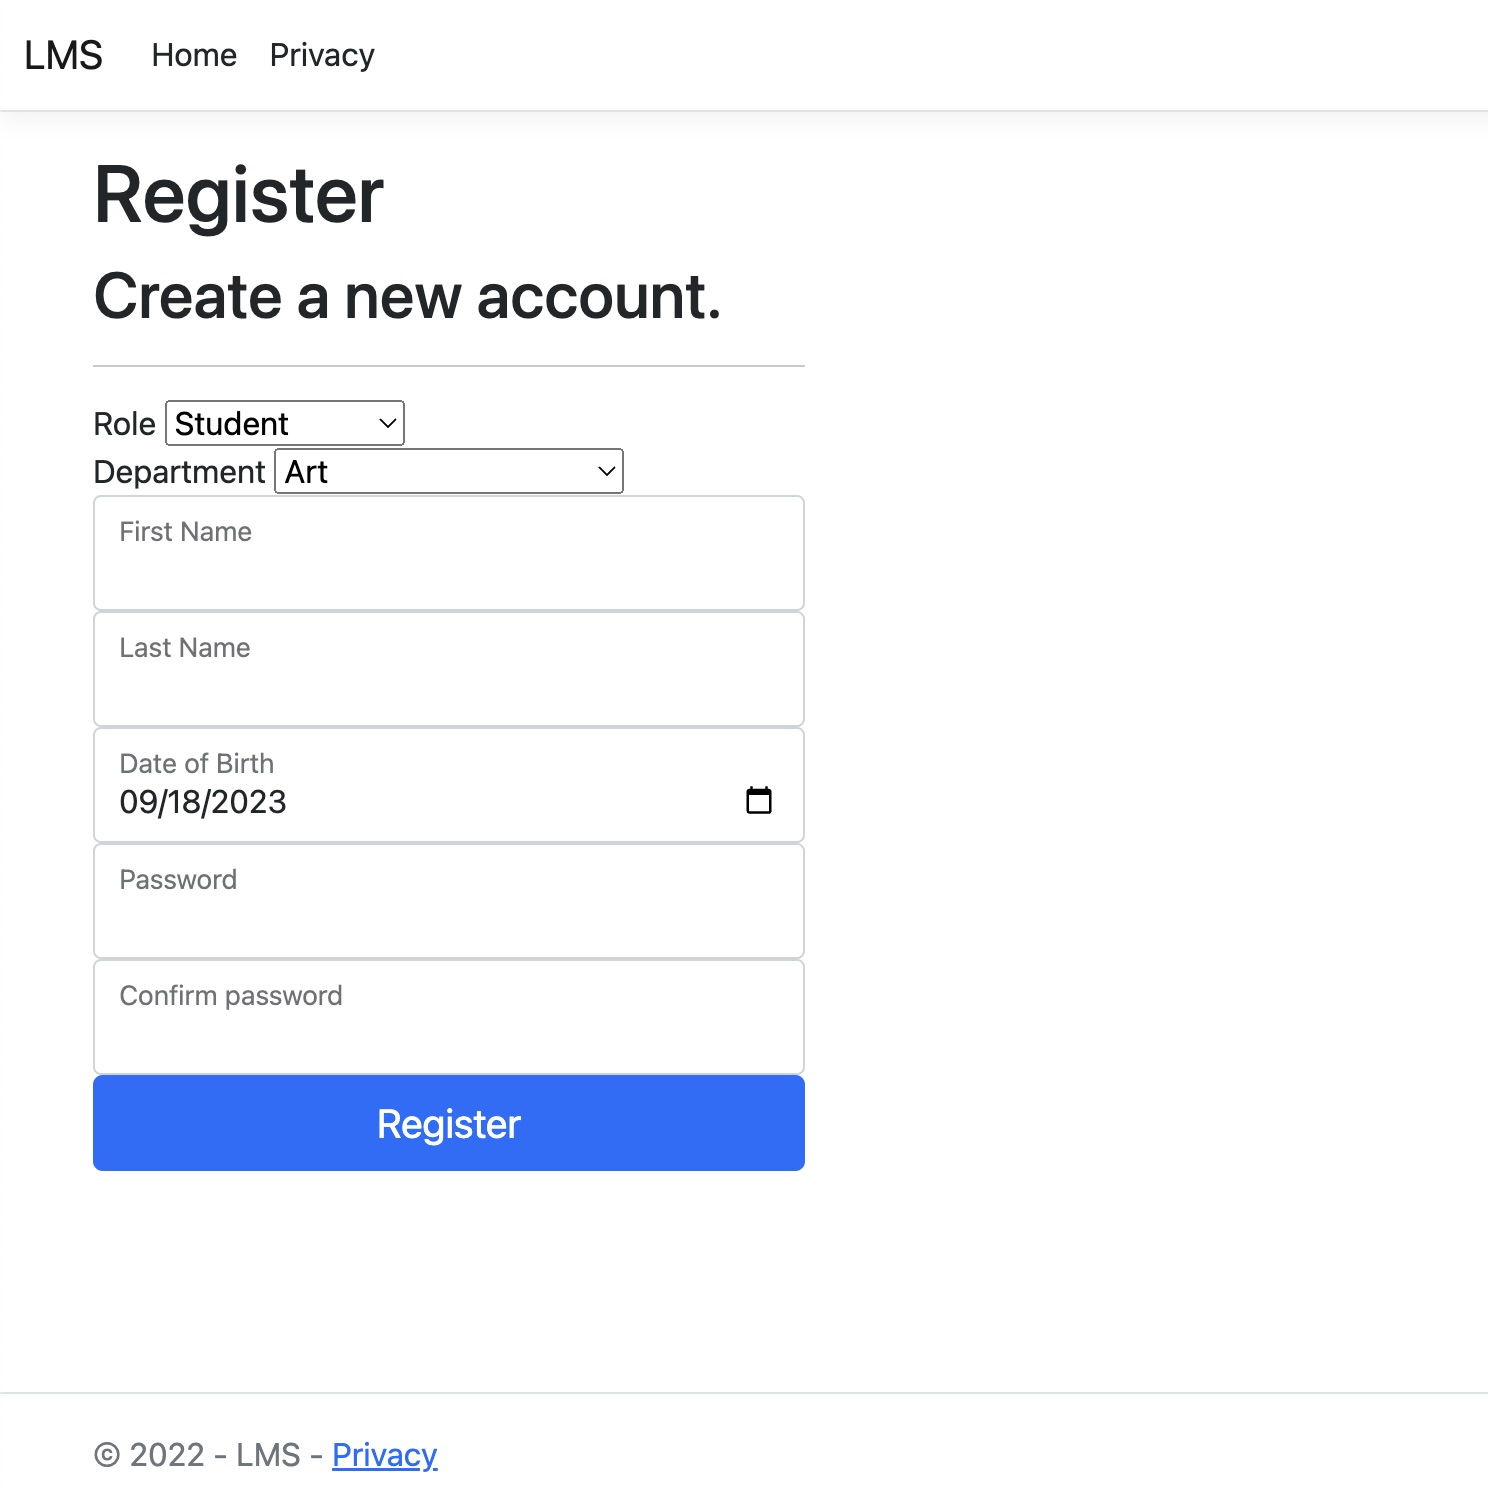 LMS Home Privacy
Register
Create a new account.
Role Student
Department Art
First Name
Last Name
Date of Birth
09/18/2023
Password
Confirm password
Register
© 2022 - LMS - Privacy